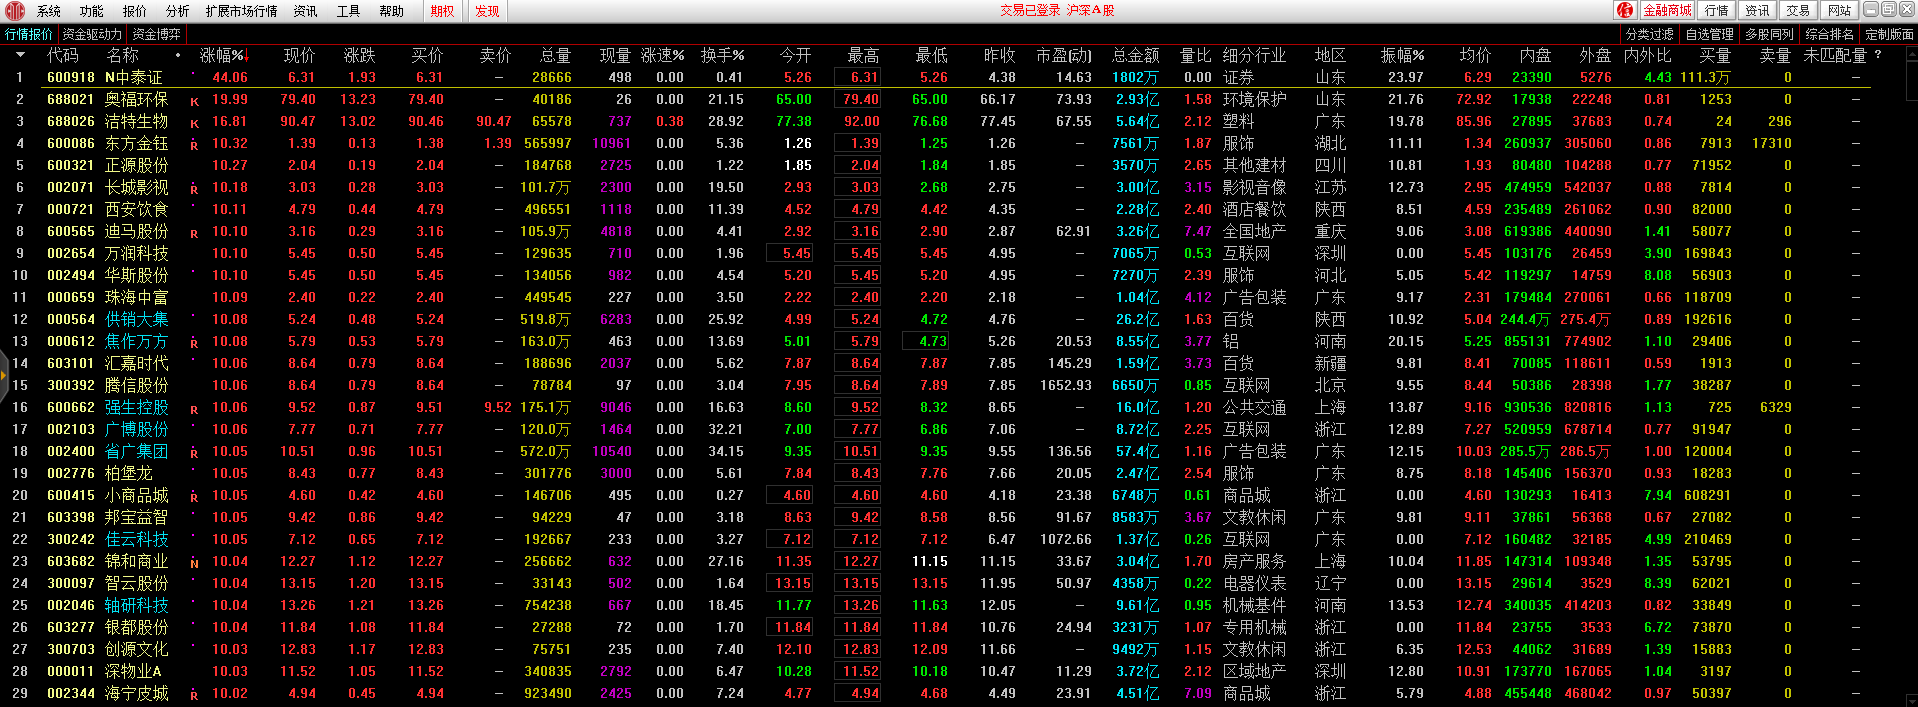 系统 功能 报价 分析 扩展市场行情 资讯 工具 帮助 期权 发现 交易已登录 沪深A股 信 金融商城 行情 资讯 交易 网站
行情报价 资金驱动力 资金博弈 分类过滤 自选管理 多股同列 综合排名 定制版面
代码 名称 涨幅%↓ 现价 涨跌 买价 卖价 总量 现量 涨速% 换手% 今开 最高 最低 昨收 市盈(动) 总金额 量比 细分行业 地区 振幅% 均价 内盘 外盘 内外比 买量 卖量 未匹配量 ?
1 600918 N中泰证 44.06 6.31 1.93 6.31 — 28666 498 0.00 0.41 5.26 6.31 5.26 4.38 14.63 1802万 0.00 证券 山东 23.97 6.29 23390 5276 4.43 111.3万 0 —
2 688021 奥福环保 K 19.99 79.40 13.23 79.40 — 40186 26 0.00 21.15 65.00 79.40 65.00 66.17 73.93 2.93亿 1.58 环境保护 山东 21.76 72.92 17938 22248 0.81 1253 0 —
3 688026 洁特生物 K 16.81 90.47 13.02 90.46 90.47 65578 737 0.38 28.92 77.38 92.00 76.68 77.45 67.55 5.64亿 2.12 塑料 广东 19.78 85.96 27895 37683 0.74 24 296 —
4 600086 东方金钰 R 10.32 1.39 0.13 1.38 1.39 565997 10961 0.00 5.36 1.26 1.39 1.25 1.26 — 7561万 1.87 服饰 湖北 11.11 1.34 260937 305060 0.86 7913 17310 —
5 600321 正源股份 10.27 2.04 0.19 2.04 — 184768 2725 0.00 1.22 1.85 2.04 1.84 1.85 — 3570万 2.65 其他建材 四川 10.81 1.93 80480 104288 0.77 71952 0 —
6 002071 长城影视 R 10.18 3.03 0.28 3.03 — 101.7万 2300 0.00 19.50 2.93 3.03 2.68 2.75 — 3.00亿 3.15 影视音像 江苏 12.73 2.95 474959 542037 0.88 7814 0 —
7 000721 西安饮食 10.11 4.79 0.44 4.79 — 496551 1118 0.00 11.39 4.52 4.79 4.42 4.35 — 2.28亿 2.40 酒店餐饮 陕西 8.51 4.59 235489 261062 0.90 82000 0 —
8 600565 迪马股份 R 10.10 3.16 0.29 3.16 — 105.9万 4818 0.00 4.41 2.92 3.16 2.90 2.87 62.91 3.26亿 7.47 全国地产 重庆 9.06 3.08 619386 440090 1.41 58077 0 —
9 002654 万润科技 10.10 5.45 0.50 5.45 — 129635 710 0.00 1.96 5.45 5.45 5.45 4.95 — 7065万 0.53 互联网 深圳 0.00 5.45 103176 26459 3.90 169843 0 —
10 002494 华斯股份 10.10 5.45 0.50 5.45 — 134056 982 0.00 4.54 5.20 5.45 5.20 4.95 — 7270万 2.39 服饰 河北 5.05 5.42 119297 14759 8.08 56903 0 —
11 000659 珠海中富 10.09 2.40 0.22 2.40 — 449545 227 0.00 3.50 2.22 2.40 2.20 2.18 — 1.04亿 4.12 广告包装 广东 9.17 2.31 179484 270061 0.66 118709 0 —
12 000564 供销大集 10.08 5.24 0.48 5.24 — 519.8万 6283 0.00 25.92 4.99 5.24 4.72 4.76 — 26.2亿 1.63 百货 陕西 10.92 5.04 244.4万 275.4万 0.89 192616 0 —
13 000612 焦作万方 R 10.08 5.79 0.53 5.79 — 163.0万 463 0.00 13.69 5.01 5.79 4.73 5.26 20.53 8.55亿 3.77 铝 河南 20.15 5.25 855131 774902 1.10 29406 0 —
14 603101 汇嘉时代 10.06 8.64 0.79 8.64 — 188696 2037 0.00 5.62 7.87 8.64 7.87 7.85 145.29 1.59亿 3.73 百货 新疆 9.81 8.41 70085 118611 0.59 1913 0 —
15 300392 腾信股份 10.06 8.64 0.79 8.64 — 78784 97 0.00 3.04 7.95 8.64 7.89 7.85 1652.93 6650万 0.85 互联网 北京 9.55 8.44 50386 28398 1.77 38287 0 —
16 600662 强生控股 R 10.06 9.52 0.87 9.51 9.52 175.1万 9046 0.00 16.63 8.60 9.52 8.32 8.65 — 16.0亿 1.20 公共交通 上海 13.87 9.16 930536 820816 1.13 725 6329 —
17 002103 广博股份 10.06 7.77 0.71 7.77 — 120.0万 1464 0.00 32.21 7.00 7.77 6.86 7.06 — 8.72亿 2.25 互联网 浙江 12.89 7.27 520959 678714 0.77 91947 0 —
18 002400 省广集团 R 10.05 10.51 0.96 10.51 — 572.0万 10540 0.00 34.15 9.35 10.51 9.35 9.55 136.56 57.4亿 1.16 广告包装 广东 12.15 10.03 285.5万 286.5万 1.00 120004 0 —
19 002776 柏堡龙 10.05 8.43 0.77 8.43 — 301776 3000 0.00 5.61 7.84 8.43 7.76 7.66 20.05 2.47亿 2.54 服饰 广东 8.75 8.18 145406 156370 0.93 18283 0 —
20 600415 小商品城 R 10.05 4.60 0.42 4.60 — 146706 495 0.00 0.27 4.60 4.60 4.60 4.18 23.38 6748万 0.61 商品城 浙江 0.00 4.60 130293 16413 7.94 608291 0 —
21 603398 邦宝益智 10.05 9.42 0.86 9.42 — 94229 47 0.00 3.18 8.63 9.42 8.58 8.56 91.67 8583万 3.67 文教休闲 广东 9.81 9.11 37861 56368 0.67 27082 0 —
22 300242 佳云科技 10.05 7.12 0.65 7.12 — 192667 233 0.00 3.27 7.12 7.12 7.12 6.47 1072.66 1.37亿 0.26 互联网 广东 0.00 7.12 160482 32185 4.99 210469 0 —
23 603682 锦和商业 N 10.04 12.27 1.12 12.27 — 256662 632 0.00 27.16 11.35 12.27 11.15 11.15 33.67 3.04亿 1.70 房产服务 上海 10.04 11.85 147314 109348 1.35 53795 0 —
24 300097 智云股份 10.04 13.15 1.20 13.15 — 33143 502 0.00 1.64 13.15 13.15 13.15 11.95 50.97 4358万 0.22 电器仪表 辽宁 0.00 13.15 29614 3529 8.39 62021 0 —
25 002046 轴研科技 10.04 13.26 1.21 13.26 — 754238 667 0.00 18.45 11.77 13.26 11.63 12.05 — 9.61亿 0.95 机械基件 河南 13.53 12.74 340035 414203 0.82 33849 0 —
26 603277 银都股份 10.04 11.84 1.08 11.84 — 27288 72 0.00 1.70 11.84 11.84 11.84 10.76 24.94 3231万 1.07 专用机械 浙江 0.00 11.84 23755 3533 6.72 73870 0 —
27 300703 创源文化 10.03 12.83 1.17 12.83 — 75751 235 0.00 7.40 12.10 12.83 12.09 11.66 — 9492万 1.15 文教休闲 浙江 6.35 12.53 44062 31689 1.39 15883 0 —
28 000011 深物业A 10.03 11.52 1.05 11.52 — 340835 2792 0.00 6.47 10.28 11.52 10.18 10.47 11.29 3.72亿 2.12 区域地产 深圳 12.80 10.91 173770 167065 1.04 3197 0 —
29 002344 海宁皮城 R 10.02 4.94 0.45 4.94 — 923490 2425 0.00 7.24 4.77 4.94 4.68 4.49 23.91 4.51亿 7.09 商品城 浙江 5.79 4.88 455448 468042 0.97 50397 0 —